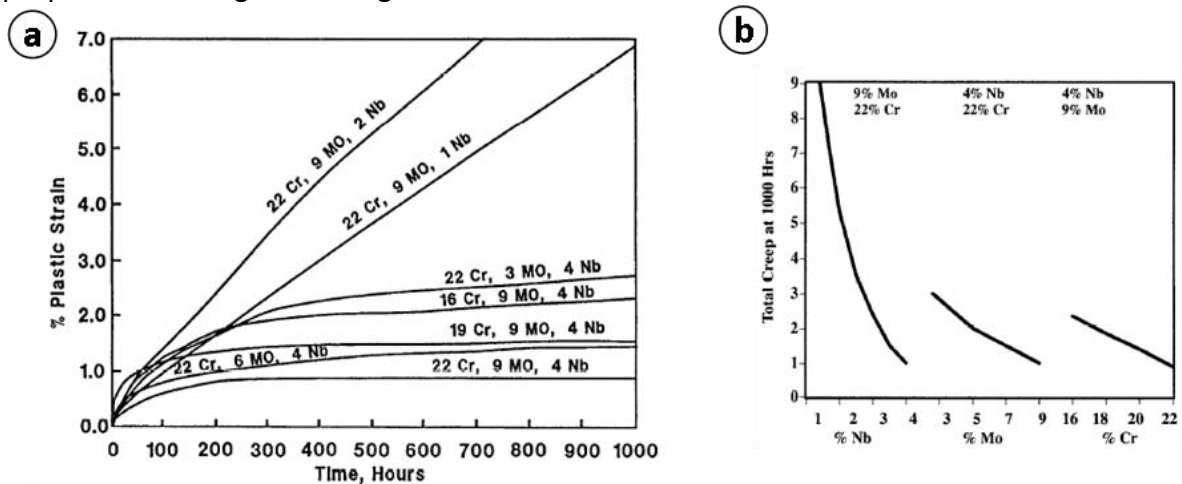 a
7.0
6.0
5.0
4.0
3.0
2.0
1.0
0.0
% Plastic Strain
22 Cr, 9 MO, 2 Nb
22 Cr, 9 MO, 1 Nb
22 Cr, 3 MO, 4 Nb
16 Cr, 9 MO, 4 Nb
19 Cr, 9 MO, 4 Nb
22 Cr, 6 MO, 4 Nb
22 Cr, 9 MO, 4 Nb
0 100 200 300 400 500 600 700 800 900 1000
Time, Hours
b
9% Mo 4% Nb 4% Nb
22% Cr 22% Cr 9% Mo
9
8
7
6
5
4
3
2
1
0
Total Creep at 1000 Hrs
1 2 3 4 3 5 7 9 16 18 20 22
% Nb % Mo % Cr